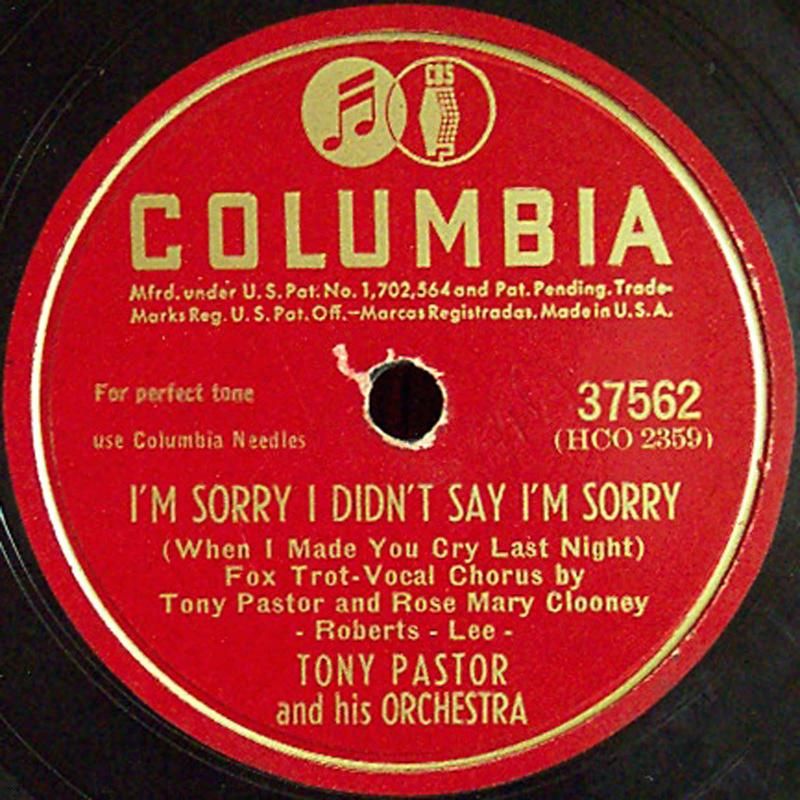 CBS
COLUMBIA
Mfrd. under U.S. Pat. No. 1,702,564 and Pat. Pending. Trade-
Marks Reg. U.S. Pat. Off.—Marcas Registradas. Made in U.S.A.
For perfect tone
use Columbia Needles
37562
(HCO 2359)
I'M SORRY I DIDN'T SAY I'M SORRY
(When I Made You Cry Last Night)
Fox Trot-Vocal Chorus by
Tony Pastor and Rose Mary Clooney
- Roberts - Lee -
TONY PASTOR
and his ORCHESTRA